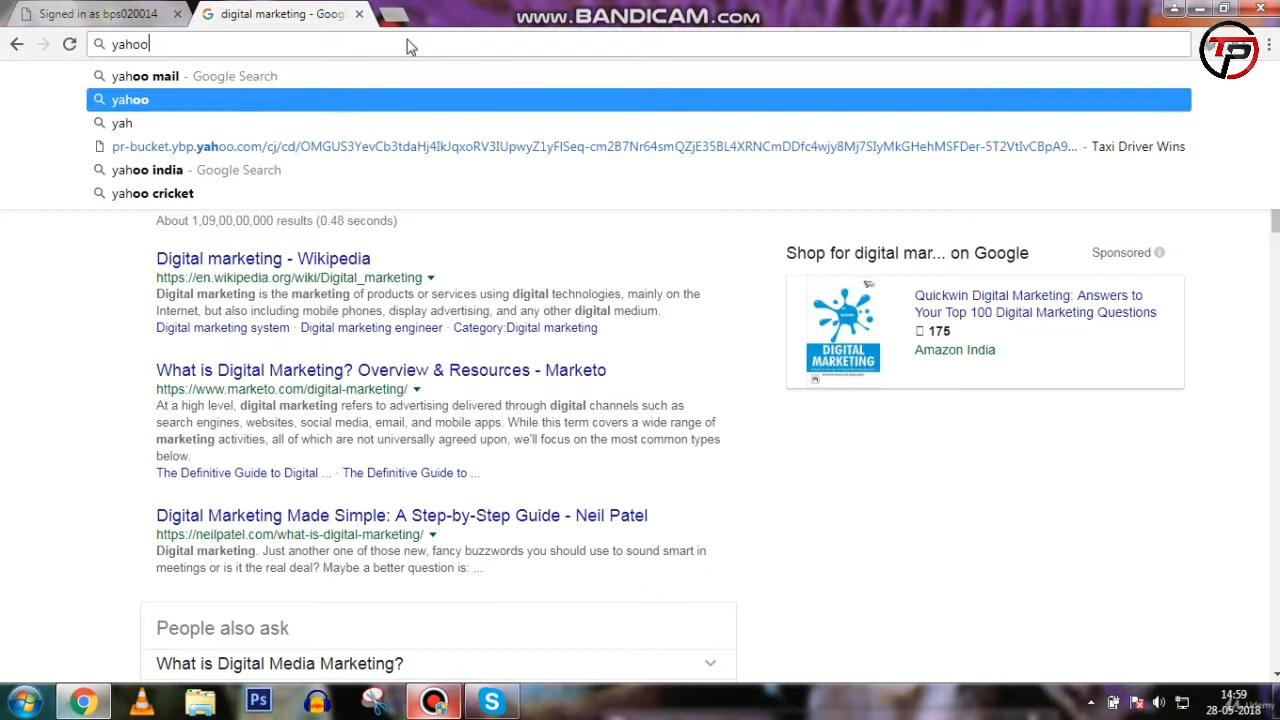 Signed in as bps020014
digital marketing - Goog
www.BANDICAM.com
yahoo
TP
yahoo mail - Google Search
yahoo
yah
pr-bucket.ybp.yahoo.com/cj/cd/OMGUS3YevCb3tdaHj4IkJqxoRV3IUpwyZ1yFISeq-cm2B7Nr64smQZjE35BL4XRNCmDDfc4wjy8Mj7SIyMkGHehMSFDer-5T2VtIvCBpA9... - Taxi Driver Wins
yahoo india - Google Search
yahoo cricket
About 1,09,00,00,000 results (0.48 seconds)
Digital marketing - Wikipedia
https://en.wikipedia.org/wiki/Digital_marketing
Digital marketing is the marketing of products or services using digital technologies, mainly on the
Internet, but also including mobile phones, display advertising, and any other digital medium.
Digital marketing system · Digital marketing engineer · Category:Digital marketing
What is Digital Marketing? Overview & Resources - Marketo
https://www.marketo.com/digital-marketing/
At a high level, digital marketing refers to advertising delivered through digital channels such as
search engines, websites, social media, email, and mobile apps. While this term covers a wide range of
marketing activities, all of which are not universally agreed upon, we'll focus on the most common types
below.
The Definitive Guide to Digital ... · The Definitive Guide to ...
Digital Marketing Made Simple: A Step-by-Step Guide - Neil Patel
https://neilpatel.com/what-is-digital-marketing/
Digital marketing. Just another one of those new, fancy buzzwords you should use to sound smart in
meetings or is it the real deal? Maybe a better question is: ...
People also ask
What is Digital Media Marketing?
Shop for digital mar... on Google
Sponsored
DIGITAL
MARKETING
Quickwin Digital Marketing: Answers to
Your Top 100 Digital Marketing Questions
175
Amazon India
Ps
S
14:59
28-05-2018
Udemy